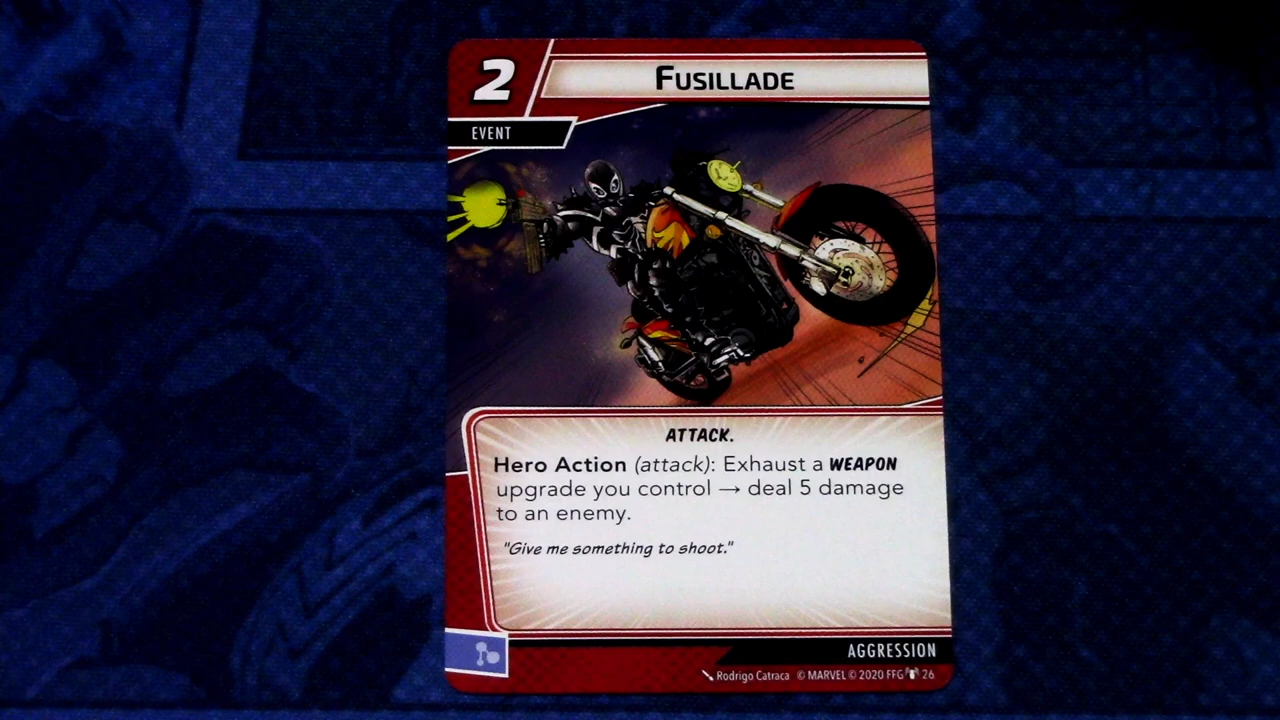 2
FUSILLADE
EVENT
ATTACK.
Hero Action (attack): Exhaust a WEAPON
upgrade you control → deal 5 damage
to an enemy.
"Give me something to shoot."
AGGRESSION
Rodrigo Catraca © MARVEL © 2020 FFG 26